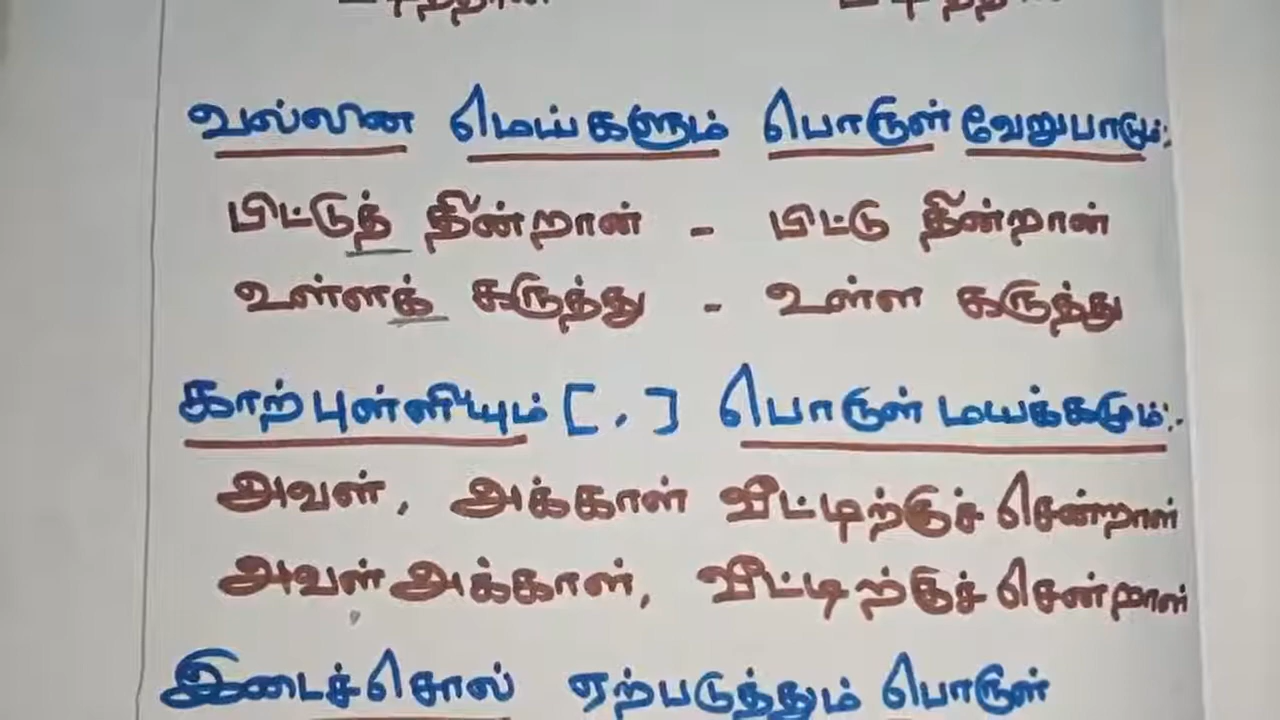 வல்லின மெய்களும் பொருள் வேறுபாடும்:
பிட்டுத் தின்றான் - பிட்டு தின்றான்
உள்ளக் கருத்து - உள்ள கருத்து
காற்புள்ளியும் [ , ] பொருள் மயக்கமும்:-
அவள், அக்காள் வீட்டிற்குச் சென்றாள்
அவள் அக்காள், வீட்டிற்குச் சென்றாள்
இடைச்சொல் ஏற்படுத்தும் பொருள்